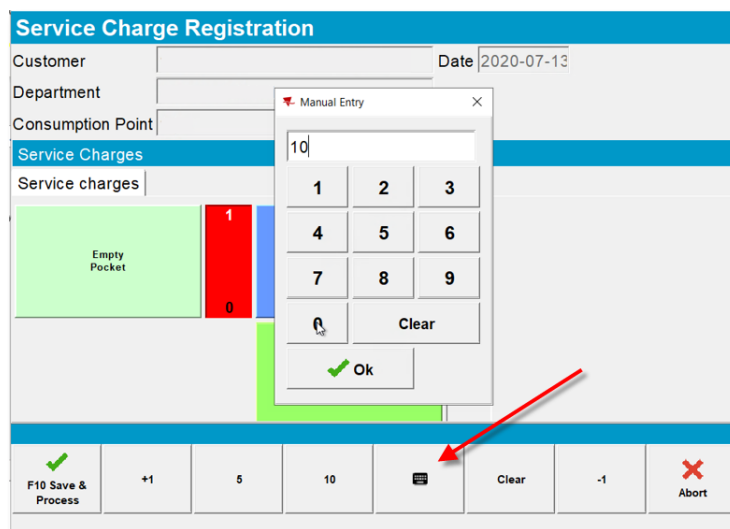 Service Charge Registration
Customer
Date 2020-07-13
Department
Manual Entry
Consumption Point
10
Service Charges
Service charges
1 2 3
1
4 5 6
Empty
Pocket
7 8 9
0
0 Clear
Ok
F10 Save &
Process
+1
5
10
Clear
-1
Abort